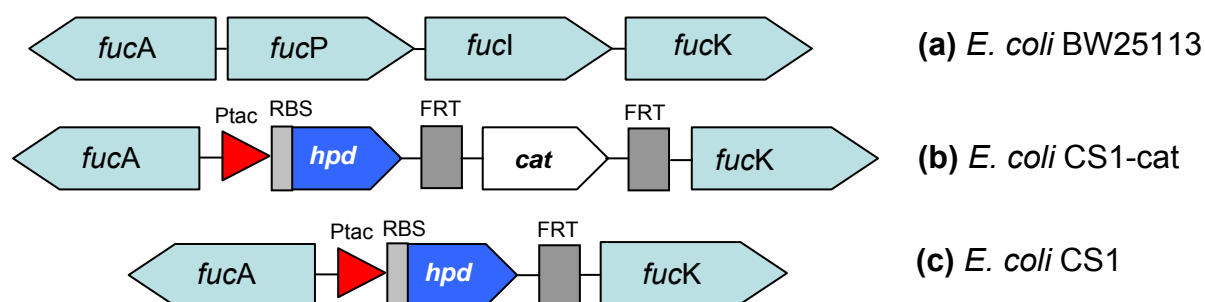 fucA fucP fucI fucK (a) E. coli BW25113
Ptac RBS FRT FRT
fucA hpd cat fucK (b) E. coli CS1-cat
Ptac RBS FRT
fucA hpd fucK (c) E. coli CS1